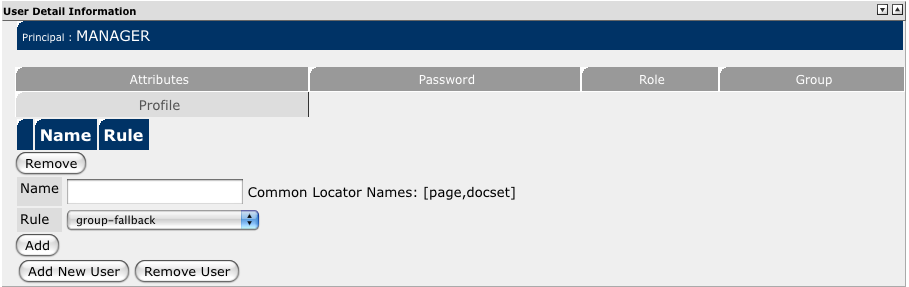 User Detail Information
Principal : MANAGER
Attributes Password Role Group
Profile
Name Rule
Remove
Name Common Locator Names: [page,docset]
Rule group-fallback
Add
Add New User Remove User